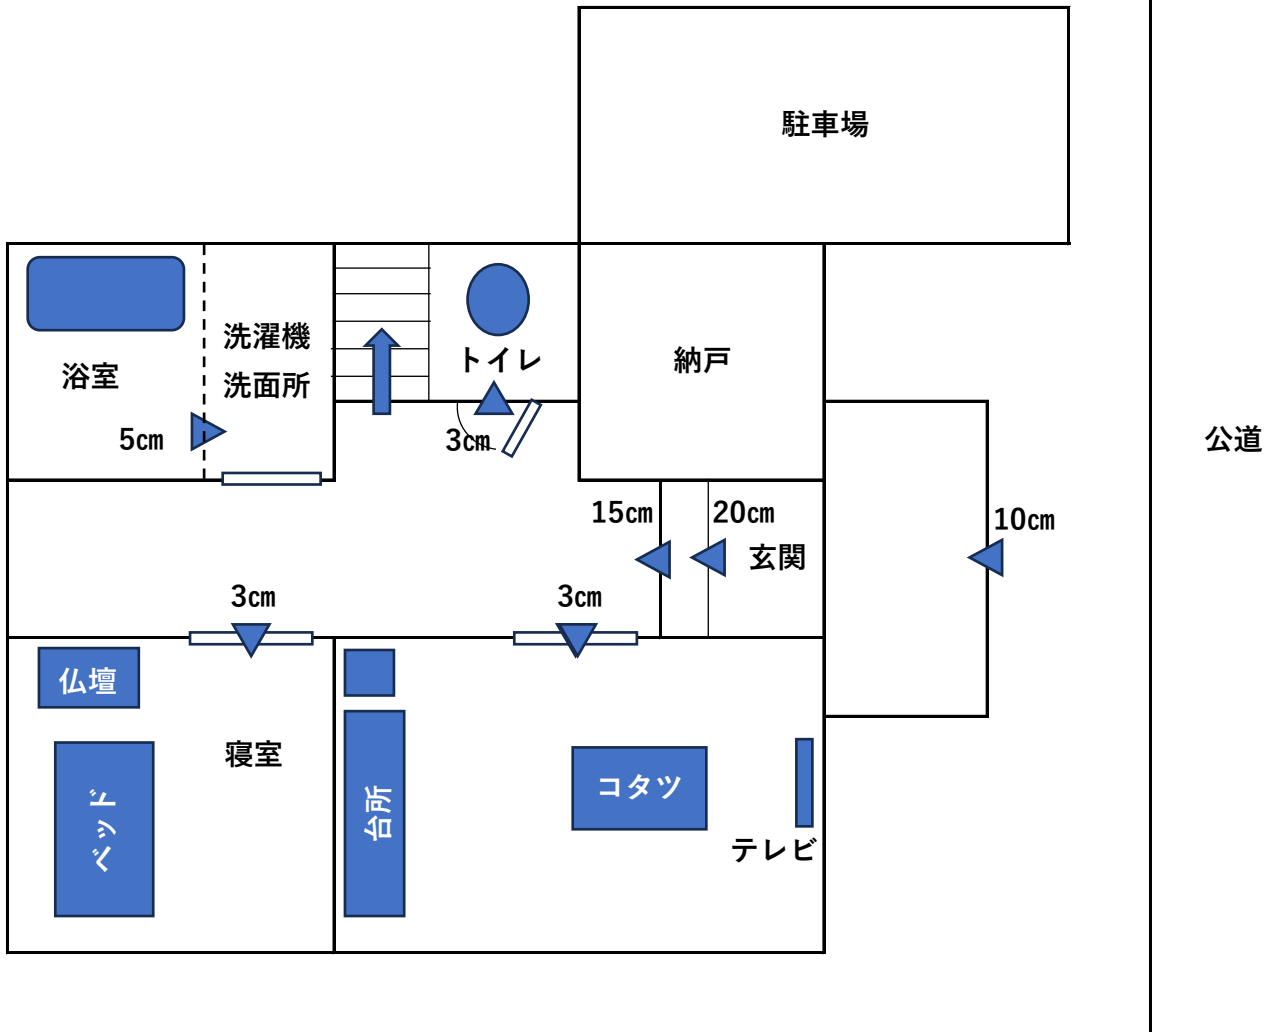 駐車場
洗濯機
洗面所
浴室
トイレ
納戸
5㎝
3㎝
公道
15㎝
20㎝
10㎝
玄関
3㎝
3㎝
仏壇
寝室
ベッド
台所
コタツ
テレビ